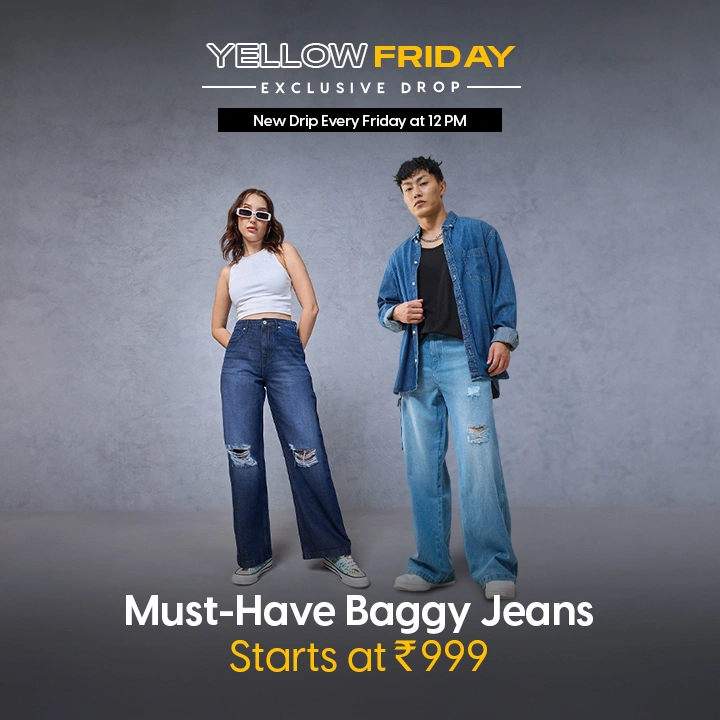 YELLOW FRIDAY
EXCLUSIVE DROP
New Drip Every Friday at 12 PM
Must-Have Baggy Jeans
Starts at ₹999